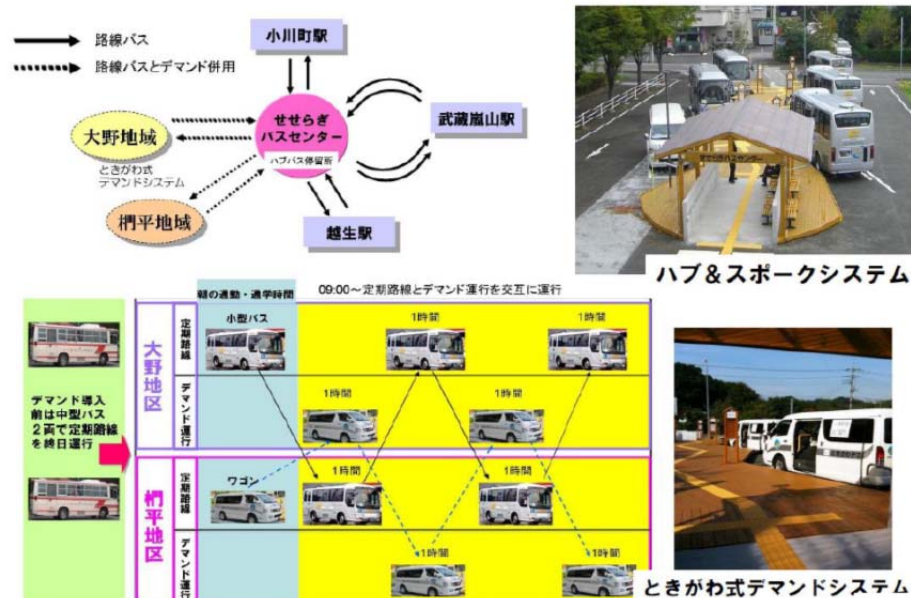 路線バス
路線バスとデマンド併用
小川町駅
大野地域
ときがわ式
デマンドシステム
せせらぎ
バスセンター
ハブバス停留所
武蔵嵐山駅
椚平地域
越生駅
せせらぎバスセンター
ハブ&スポークシステム
朝の通勤・通学時間
09:00~定期路線とデマンド運行を交互に運行
デマンド導入
前は中型バス
2両で定期路線
を終日運行
大野地区
定期路線
小型バス
1時間
1時間
デマンド運行
1時間
1時間
椚平地区
定期路線
ワゴン
1時間
1時間
デマンド運行
1時間
1時間
ときがわ式デマンドシステム